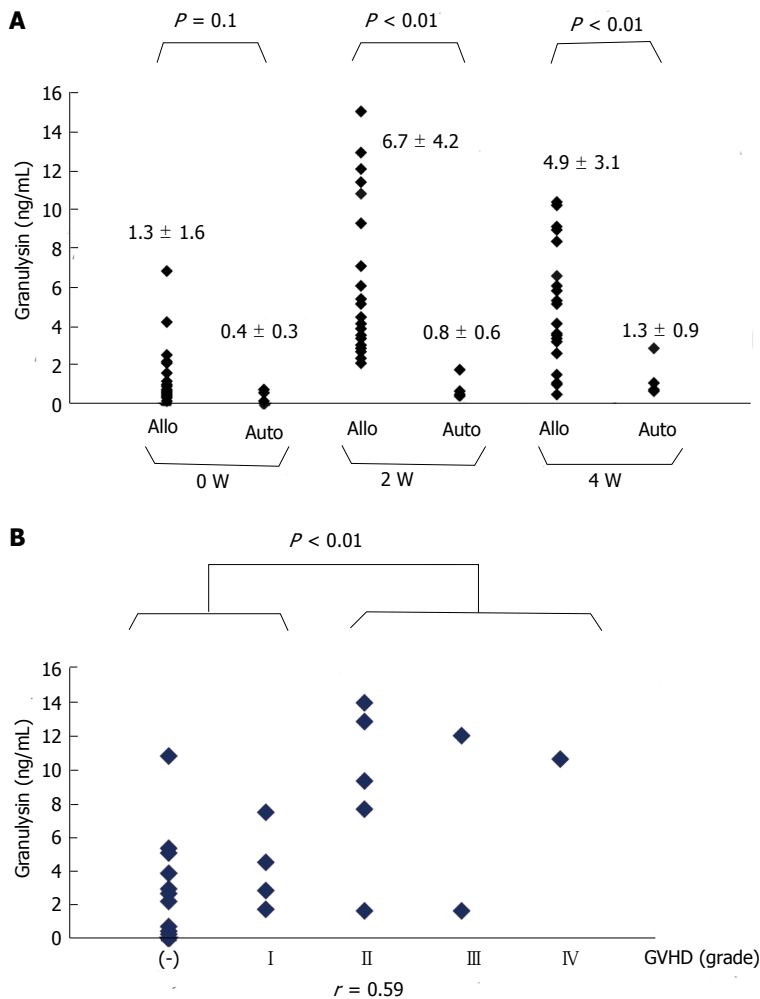 A
P = 0.1 P < 0.01 P < 0.01
Granulysin (ng/mL)
16
14
12
10
8
6
4
2
0
1.3 ± 1.6
0.4 ± 0.3
6.7 ± 4.2
0.8 ± 0.6
4.9 ± 3.1
1.3 ± 0.9
Allo Auto Allo Auto Allo Auto
0 W 2 W 4 W
B
P < 0.01
Granulysin (ng/mL)
16
14
12
10
8
6
4
2
0
(-) Ⅰ Ⅱ Ⅲ Ⅳ GVHD (grade)
r = 0.59